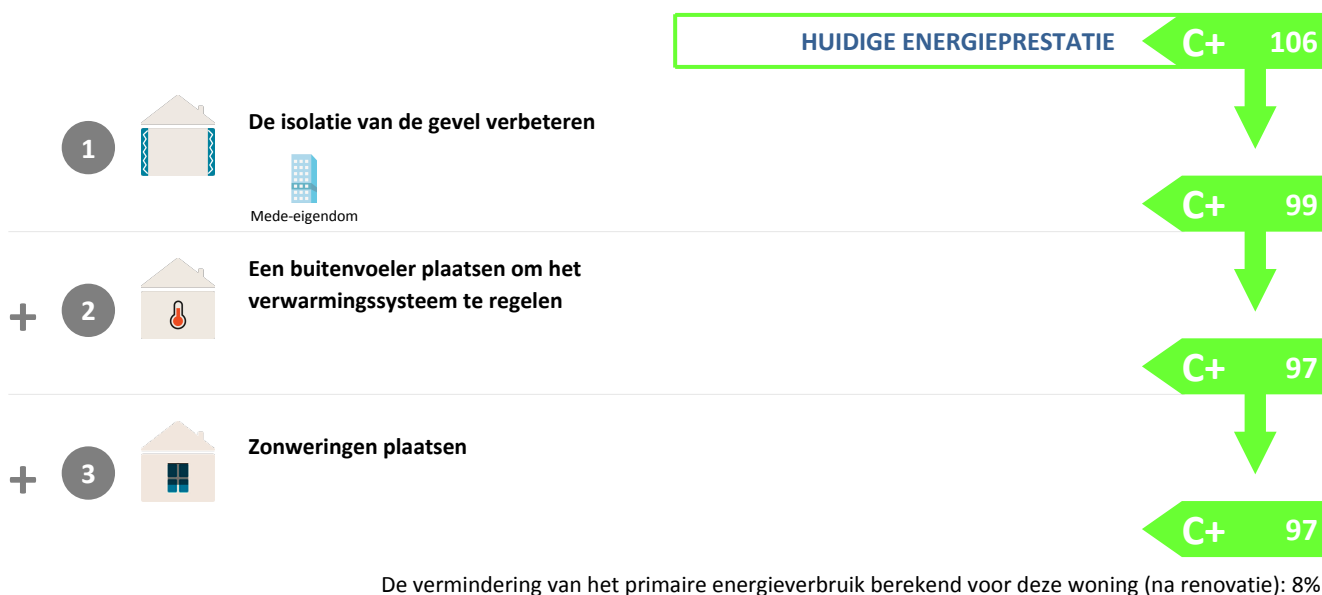 HUIDIGE ENERGIEPRESTATIE C+ 106
1 De isolatie van de gevel verbeteren
Mede-eigendom
C+ 99
+ 2 Een buitenvoeler plaatsen om het
verwarmingssysteem te regelen
C+ 97
+ 3 Zonweringen plaatsen
C+ 97
De vermindering van het primaire energieverbruik berekend voor deze woning (na renovatie): 8%